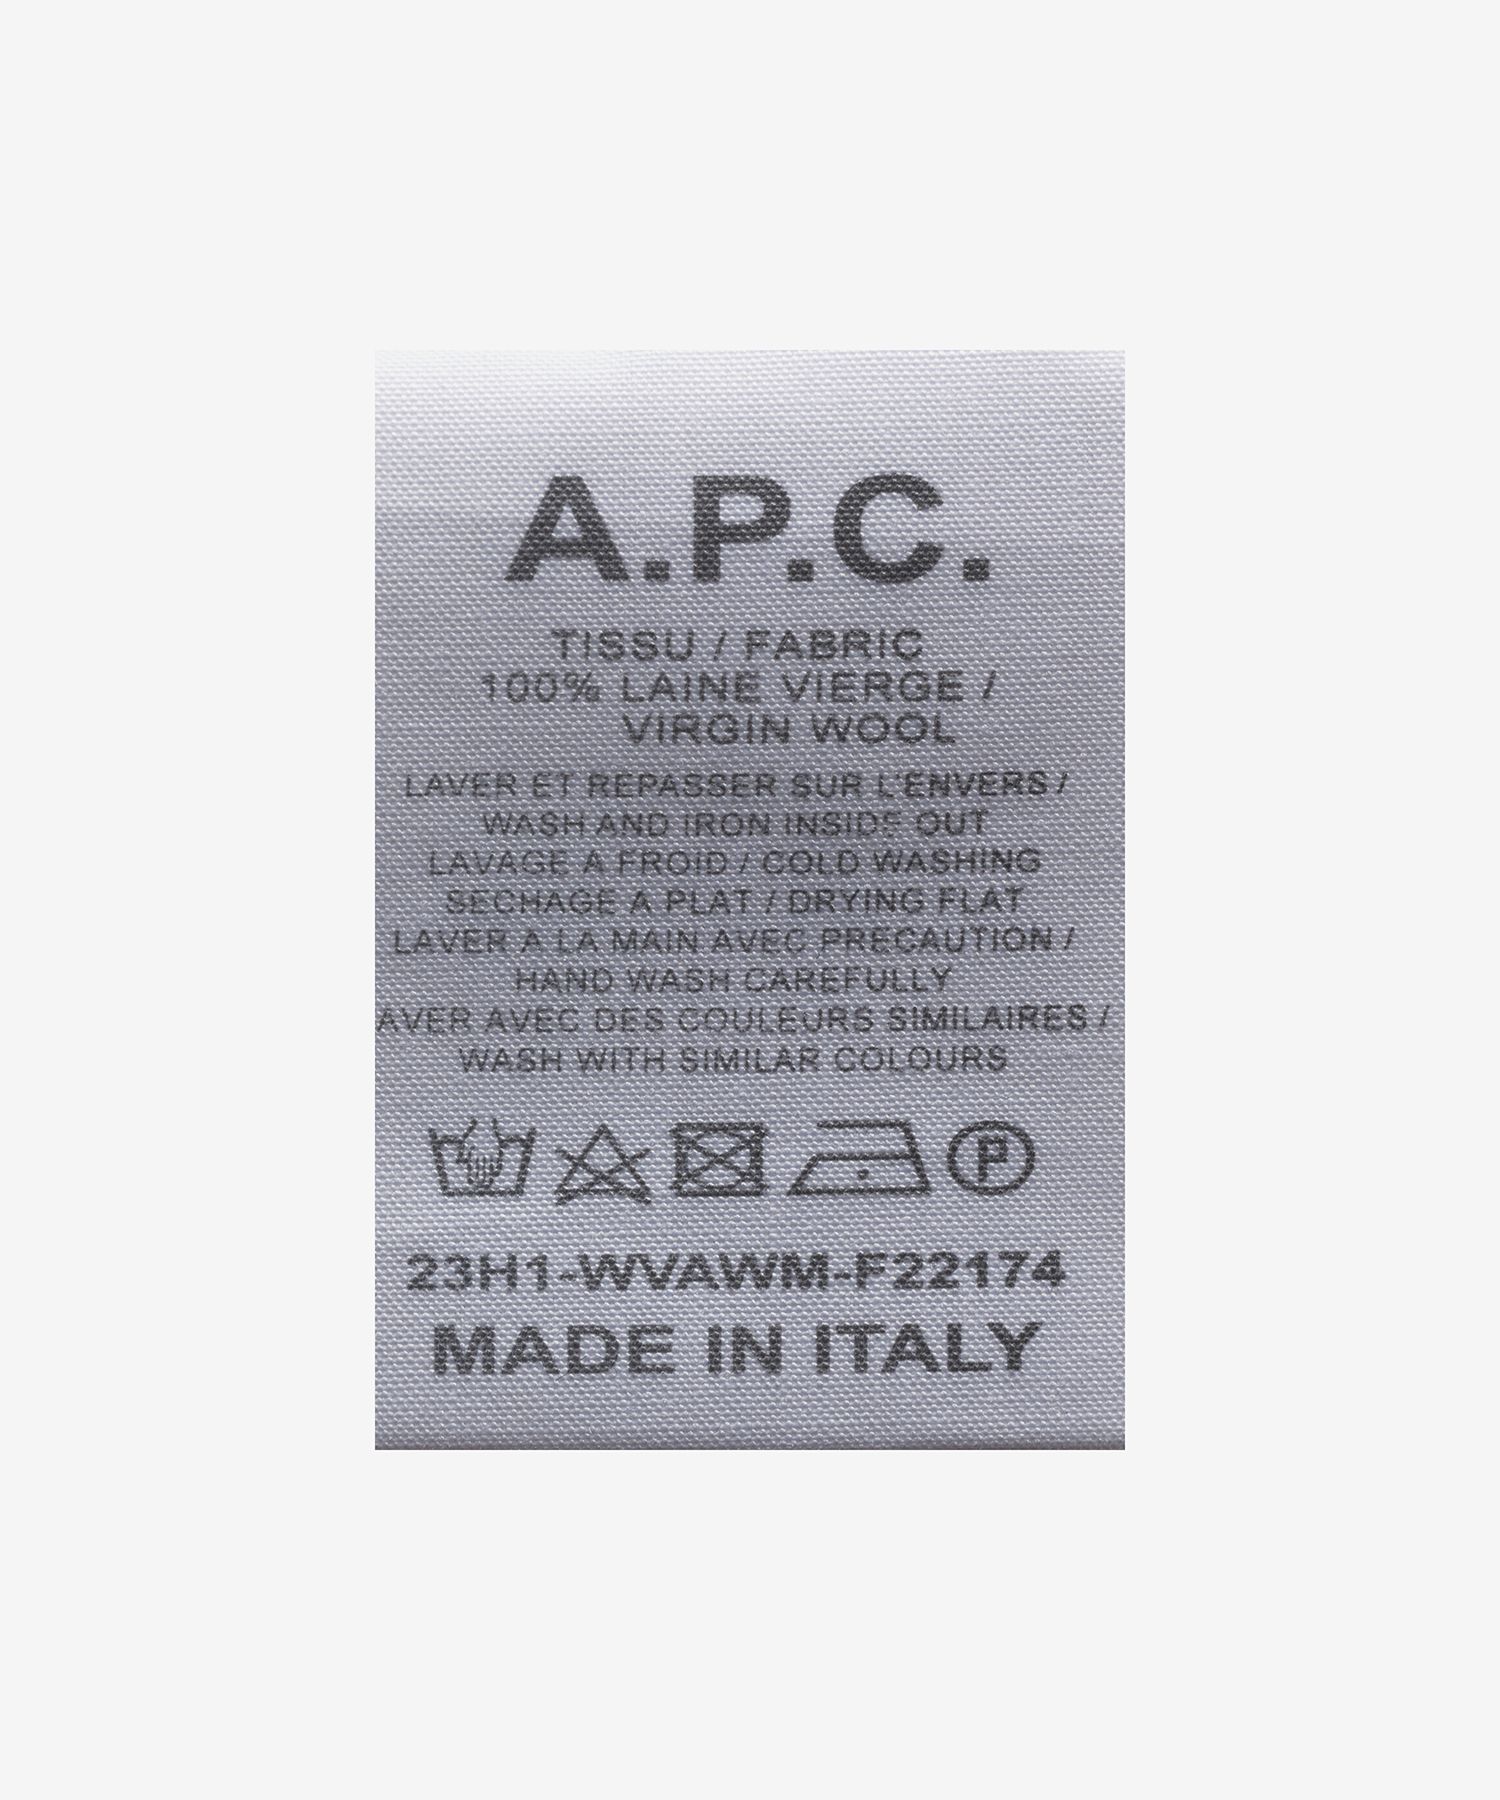 A.P.C.
TISSU / FABRIC
100% LAINE VIERGE /
VIRGIN WOOL
LAVER ET REPASSER SUR L'ENVERS /
WASH AND IRON INSIDE OUT
LAVAGE A FROID / COLD WASHING
SECHAGE A PLAT / DRYING FLAT
LAVER A LA MAIN AVEC PRECAUTION /
HAND WASH CAREFULLY
AVER AVEC DES COULEURS SIMILAIRES /
WASH WITH SIMILAR COLOURS
P
23H1-WVAWM-F22174
MADE IN ITALY